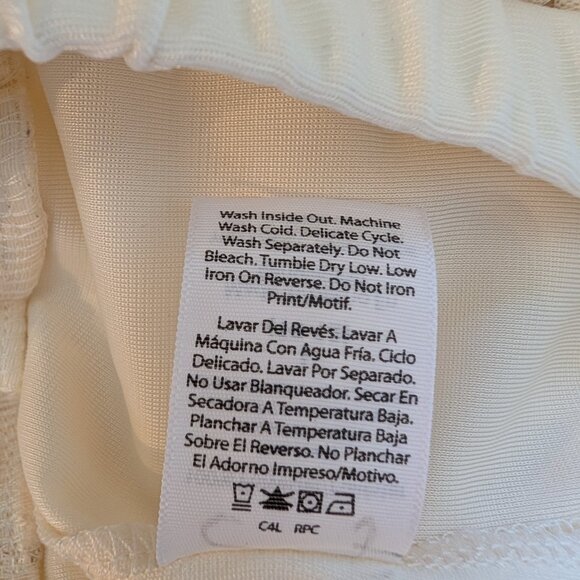 Wash Inside Out. Machine
Wash Cold. Delicate Cycle.
Wash Separately. Do Not
Bleach. Tumble Dry Low. Low
Iron On Reverse. Do Not Iron
Print/Motif.
Lavar Del Revés. Lavar A
Máquina Con Agua Fría. Ciclo
Delicado. Lavar Por Separado.
No Usar Blanqueador. Secar En
Secadora A Temperatura Baja.
Planchar A Temperatura Baja
Sobre El Reverso. No Planchar
El Adorno Impreso/Motivo.
C4L RPC